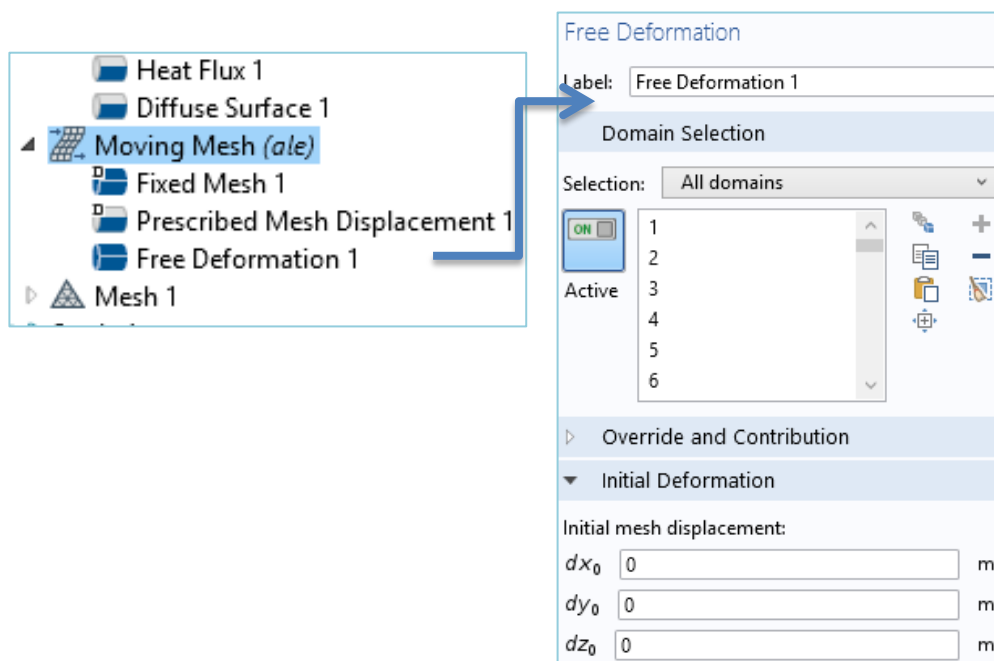 Heat Flux 1
Diffuse Surface 1
Moving Mesh (ale)
D Fixed Mesh 1
D Prescribed Mesh Displacement 1
Free Deformation 1
Mesh 1
Free Deformation
Label: Free Deformation 1
Domain Selection
Selection: All domains
ON
Active
1
2
3
4
5
6
Override and Contribution
Initial Deformation
Initial mesh displacement:
dx₀ 0 m
dy₀ 0 m
dz₀ 0 m